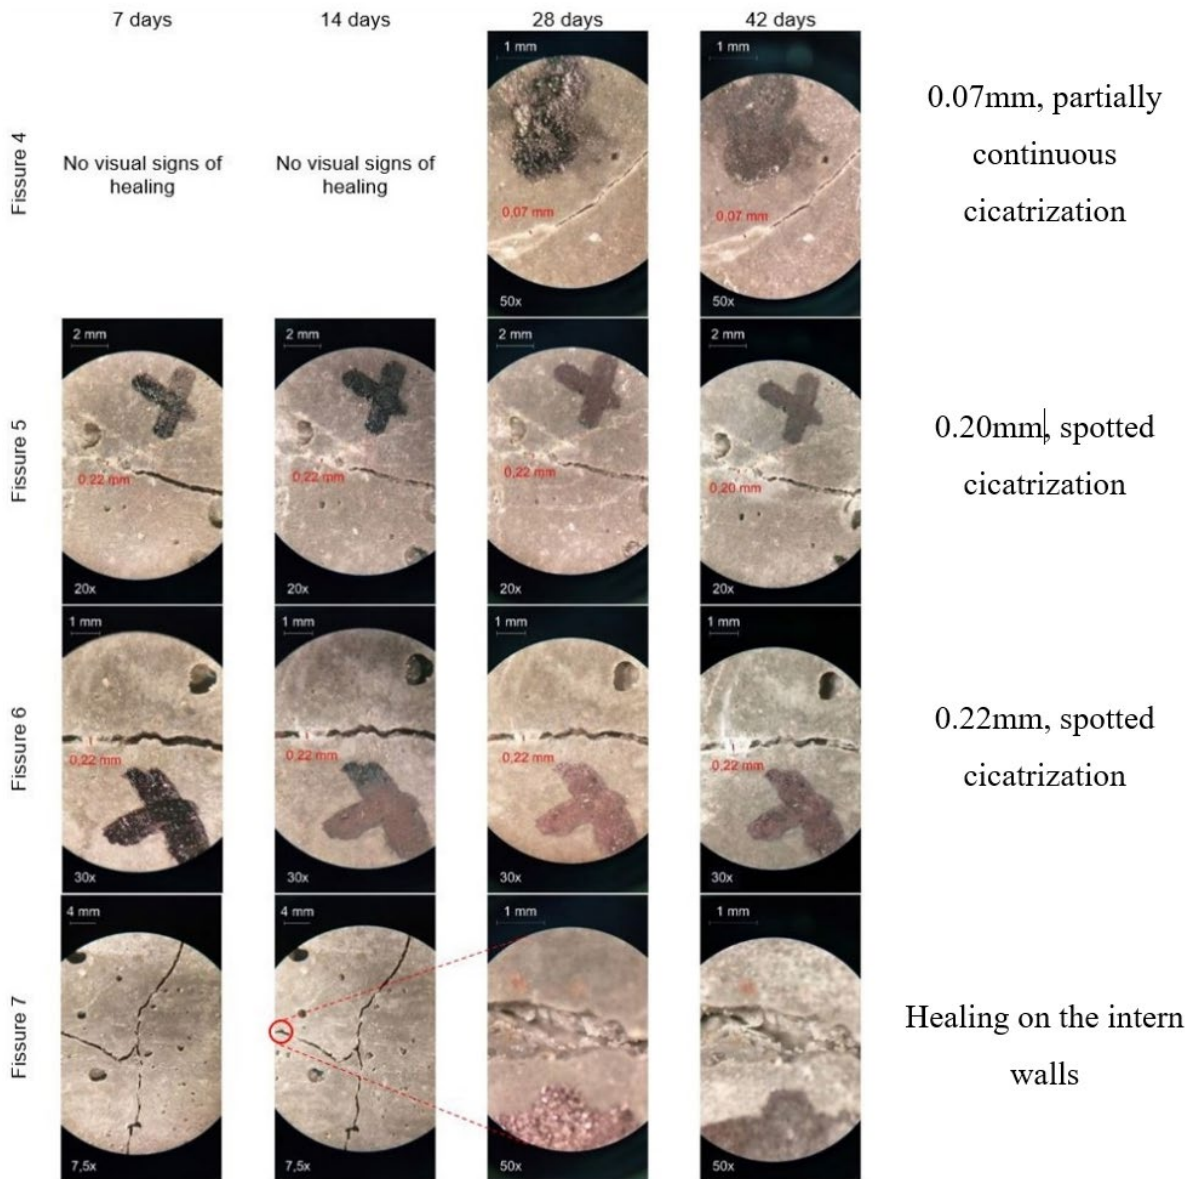 7 days
14 days
28 days
42 days
Fissure 4
No visual signs of
healing
No visual signs of
healing
1 mm
0,07 mm
50x
1 mm
0,07 mm
50x
0.07mm, partially
continuous
cicatrization
Fissure 5
2 mm
0,22 mm
20x
2 mm
0,22 mm
20x
2 mm
0,22 mm
20x
2 mm
0,20 mm
20x
0.20mm, spotted
cicatrization
Fissure 6
1 mm
0,22 mm
30x
1 mm
0,22 mm
30x
1 mm
0,22 mm
30x
1 mm
0,22 mm
30x
0.22mm, spotted
cicatrization
Fissure 7
4 mm
7,5x
4 mm
7,5x
1 mm
50x
1 mm
50x
Healing on the intern
walls